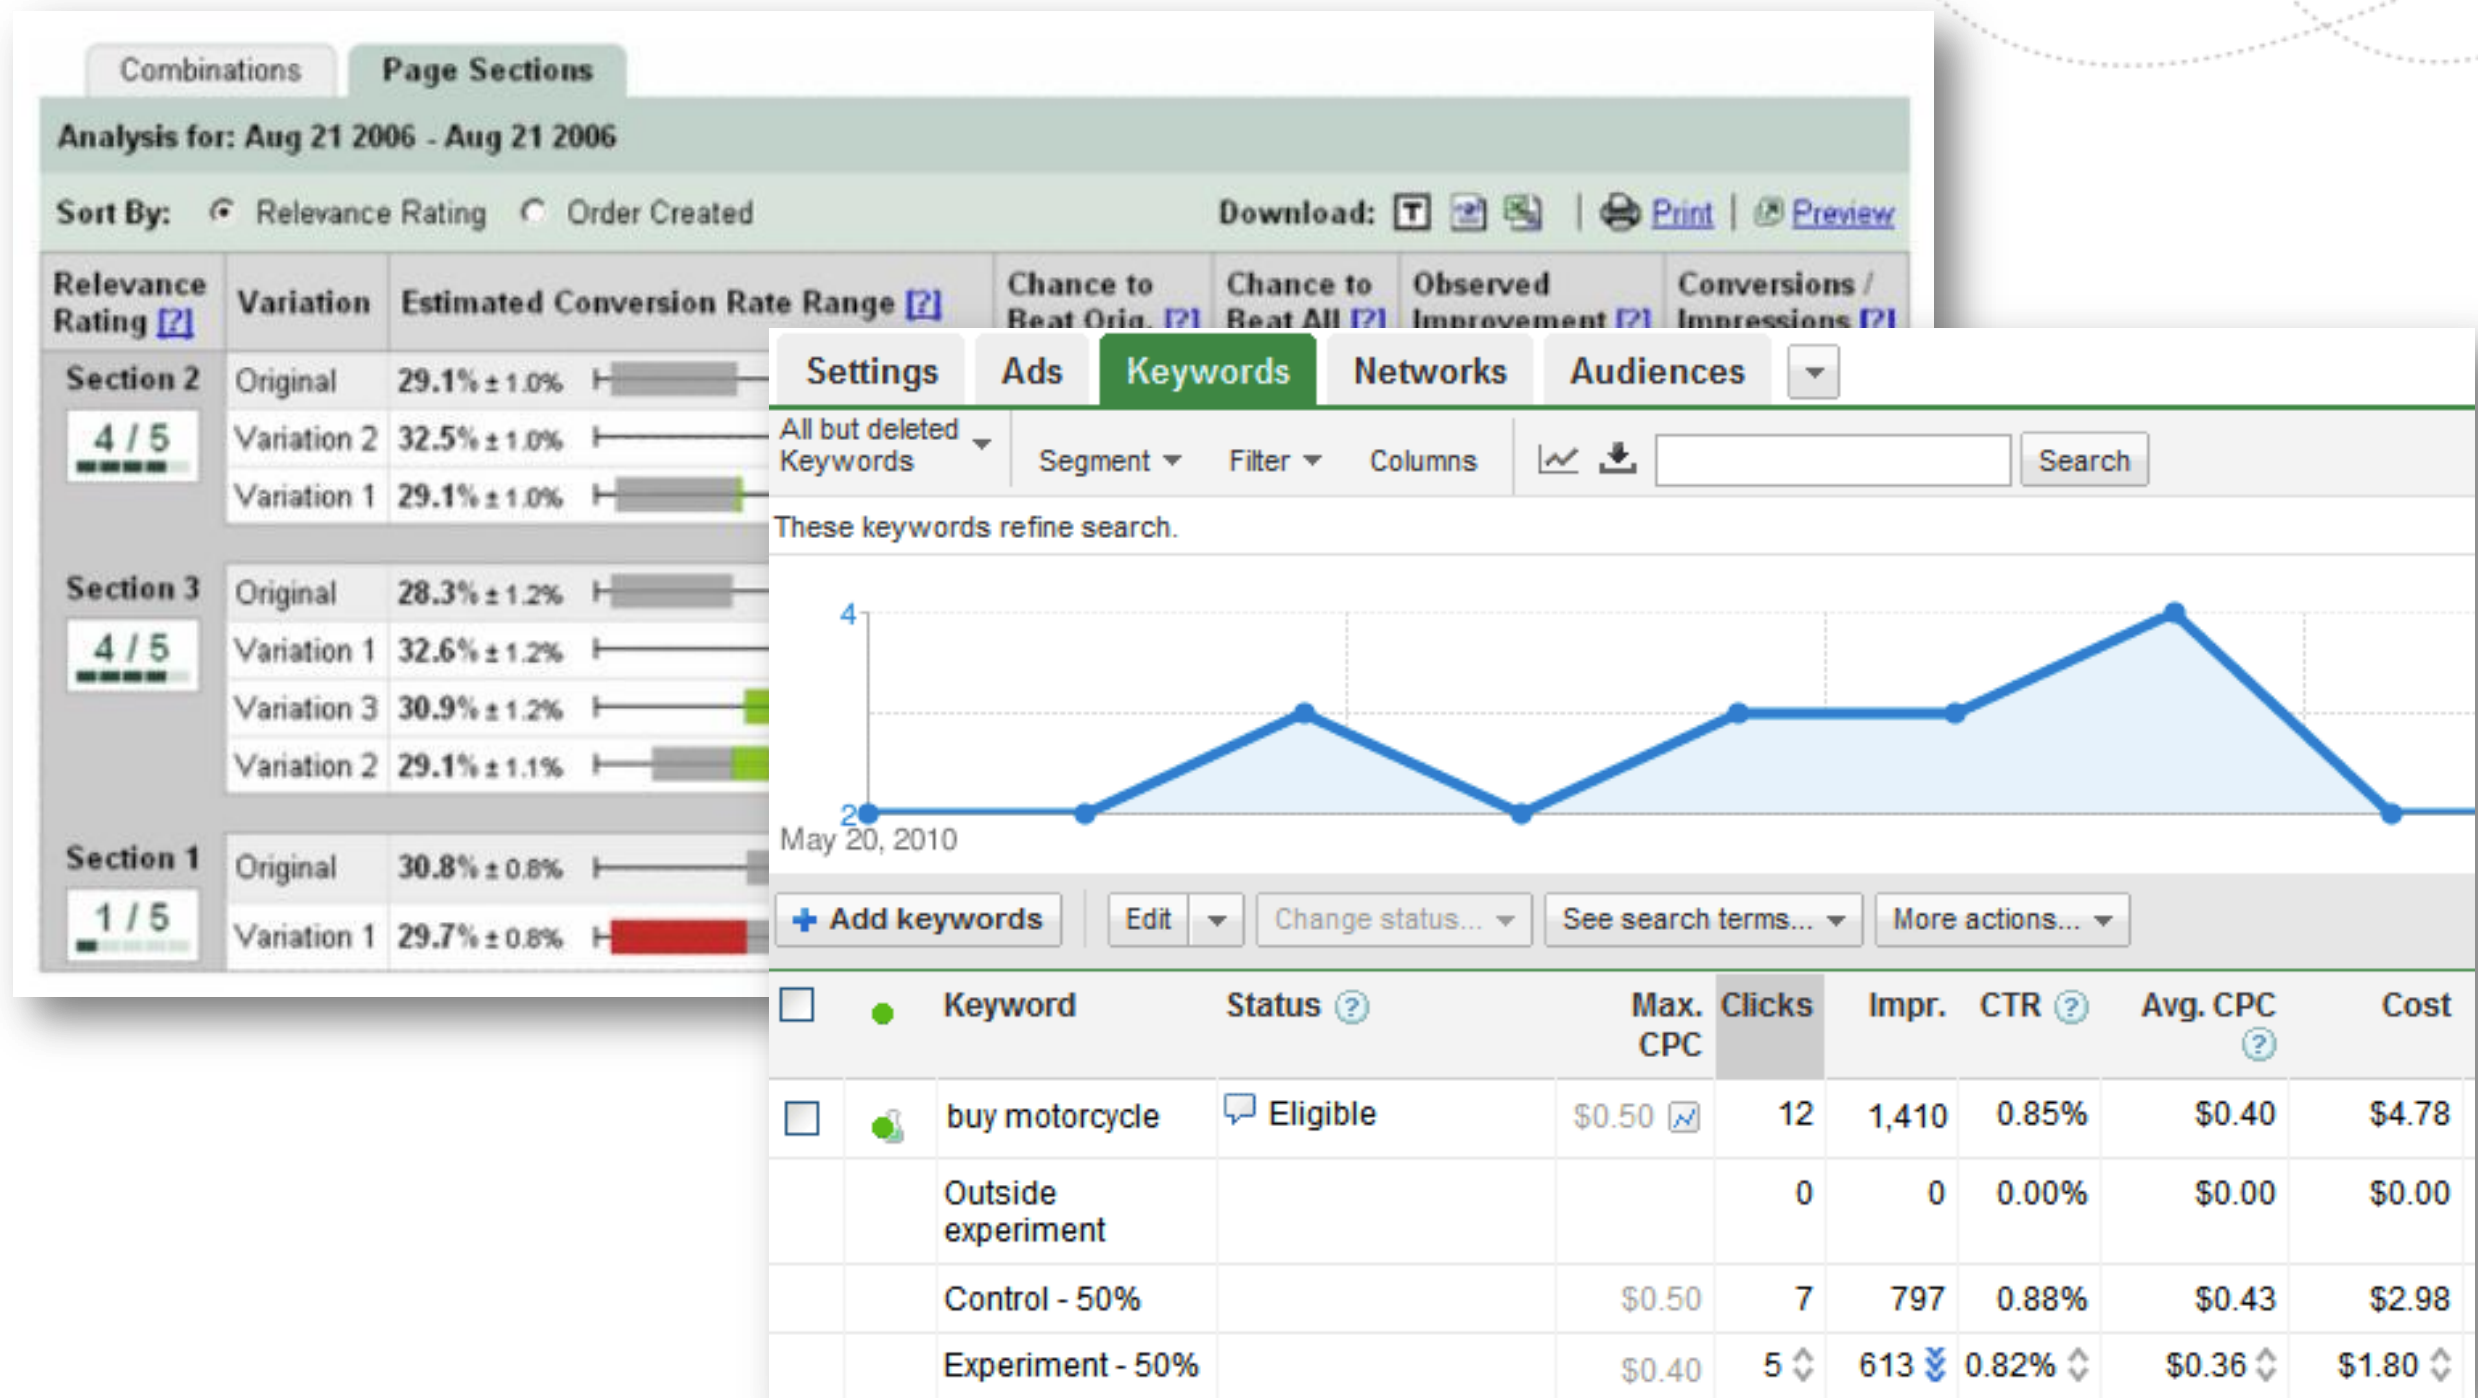 Combinations Page Sections
Analysis for: Aug 21 2006 - Aug 21 2006
Sort By: Relevance Rating Order Created Download: T Print | Preview
Relevance Rating [?] Variation Estimated Conversion Rate Range [?] Chance to Beat Orig. [?] Chance to Beat All [?] Observed Improvement [?] Conversions / Impressions [?]
Section 2 Original 29.1% ± 1.0%
4 / 5 Variation 2 32.5% ± 1.0%
Variation 1 29.1% ± 1.0%
Section 3 Original 28.3% ± 1.2%
4 / 5 Variation 1 32.6% ± 1.2%
Variation 3 30.9% ± 1.2%
Variation 2 29.1% ± 1.1%
Section 1 Original 30.8% ± 0.8%
1 / 5 Variation 1 29.7% ± 0.8%
Settings Ads Keywords Networks Audiences
All but deleted
Keywords Segment Filter Columns Search
These keywords refine search.
4
2
May 20, 2010
+ Add keywords Edit Change status... See search terms... More actions...
Keyword Status ? Max. CPC Clicks Impr. CTR ? Avg. CPC ? Cost
buy motorcycle Eligible $0.50 12 1,410 0.85% $0.40 $4.78
Outside experiment 0 0 0.00% $0.00 $0.00
Control - 50% $0.50 7 797 0.88% $0.43 $2.98
Experiment - 50% $0.40 5 613 0.82% $0.36 $1.80